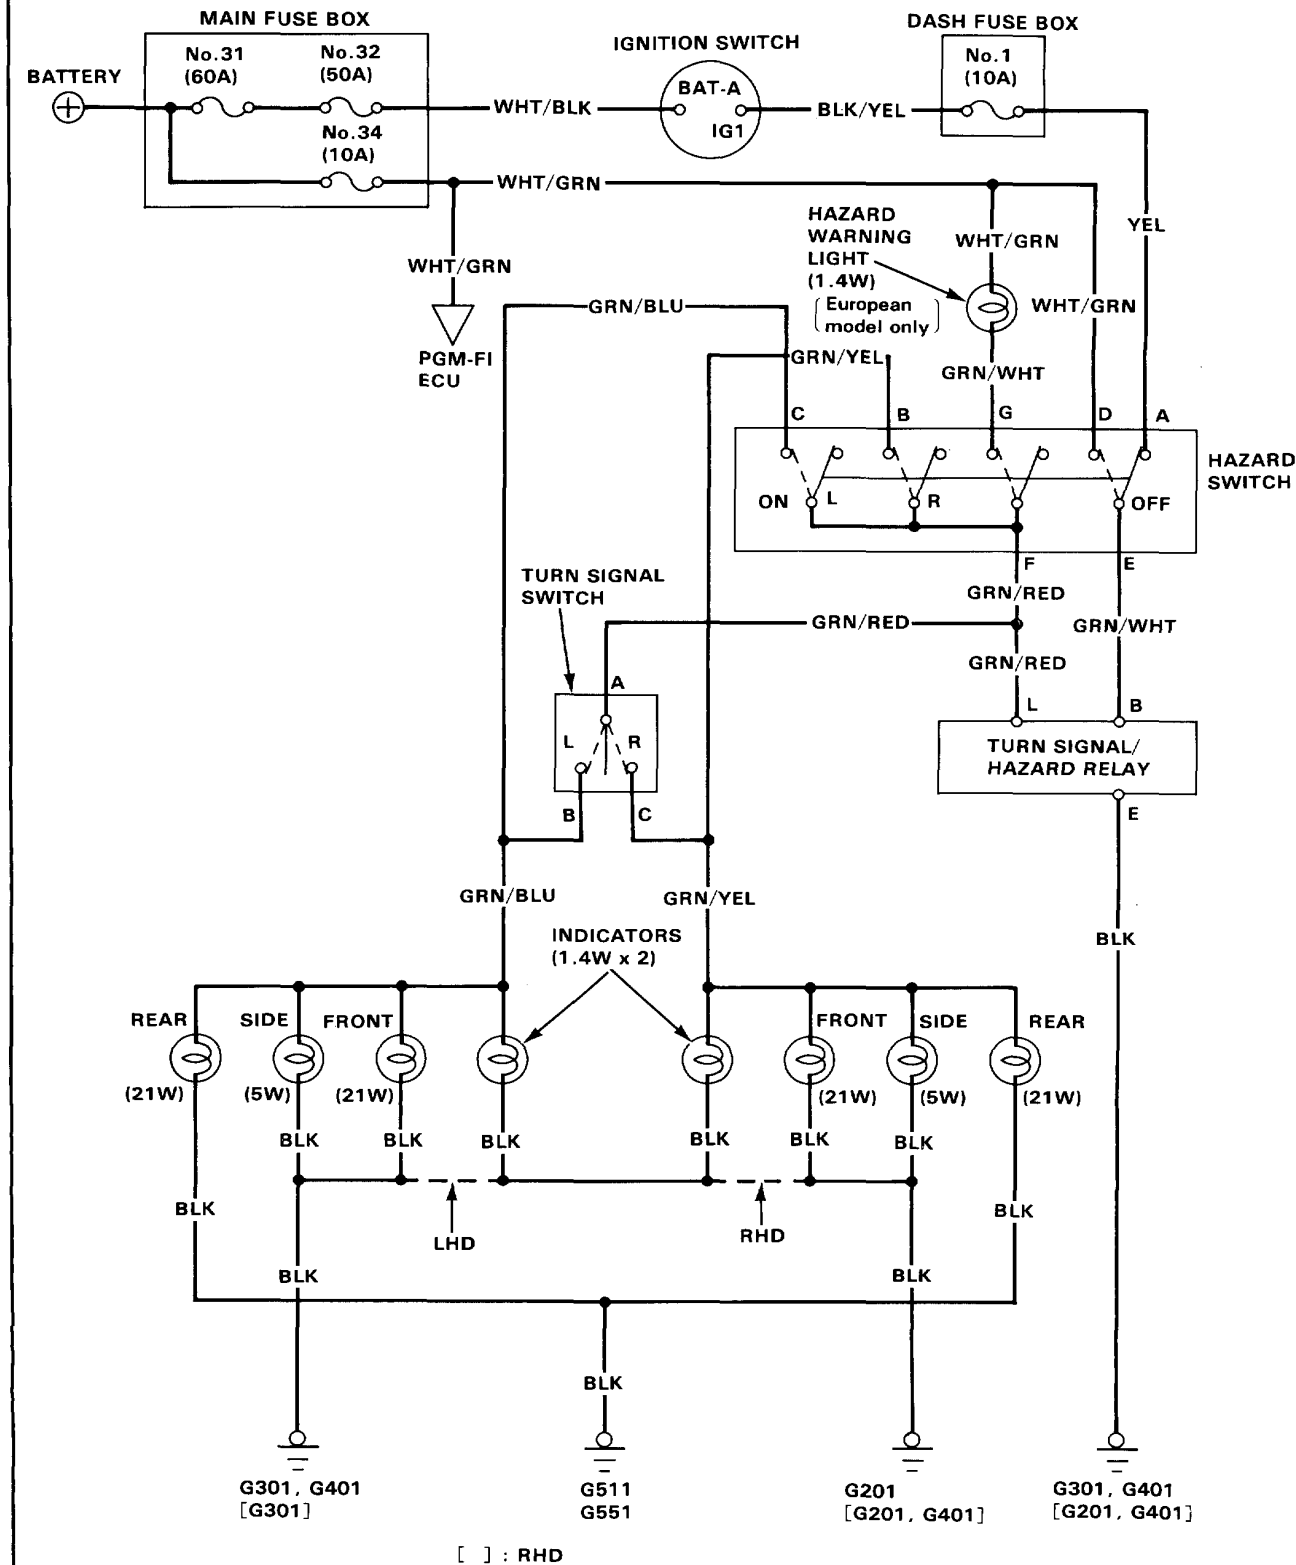 MAIN FUSE BOX
DASH FUSE BOX
No.31
(60A)
No.32
(50A)
IGNITION SWITCH
No.1
(10A)
BATTERY
BAT-A
WHT/BLK
BLK/YEL
IG1
No.34
(10A)
WHT/GRN
HAZARD
WARNING
LIGHT
(1.4W)
European
model only
WHT/GRN
YEL
WHT/GRN
GRN/BLU
WHT/GRN
PGM-FI
ECU
GRN/YEL
GRN/WHT
C
B
G
D
A
HAZARD
SWITCH
ON
L
R
OFF
F
E
TURN SIGNAL
SWITCH
GRN/RED
GRN/RED
GRN/WHT
GRN/RED
A
L
B
L
R
TURN SIGNAL/
HAZARD RELAY
B
C
E
GRN/BLU
GRN/YEL
INDICATORS
(1.4W x 2)
BLK
REAR
SIDE
FRONT
FRONT
SIDE
REAR
(21W)
(5W)
(21W)
(21W)
(5W)
(21W)
BLK
BLK
BLK
BLK
BLK
BLK
BLK
BLK
LHD
RHD
BLK
BLK
BLK
G301, G401
[G301]
G511
G551
G201
[G201, G401]
G301, G401
[G201, G401]
[ ] : RHD